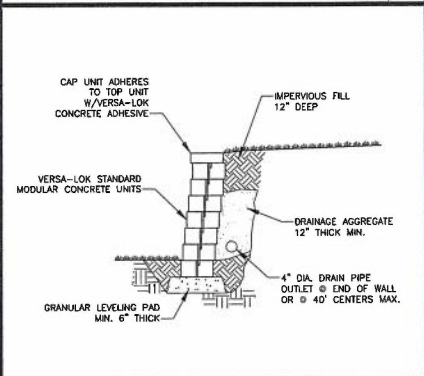 CAP UNIT ADHERES
TO TOP UNIT
W/VERSA-LOK
CONCRETE ADHESIVE
IMPERVIOUS FILL
12" DEEP
VERSA-LOK STANDARD
MODULAR CONCRETE UNITS
DRAINAGE AGGREGATE
12" THICK MIN.
4" DIA. DRAIN PIPE
OUTLET @ END OF WALL
OR @ 40' CENTERS MAX.
GRANULAR LEVELING PAD
MIN. 6" THICK